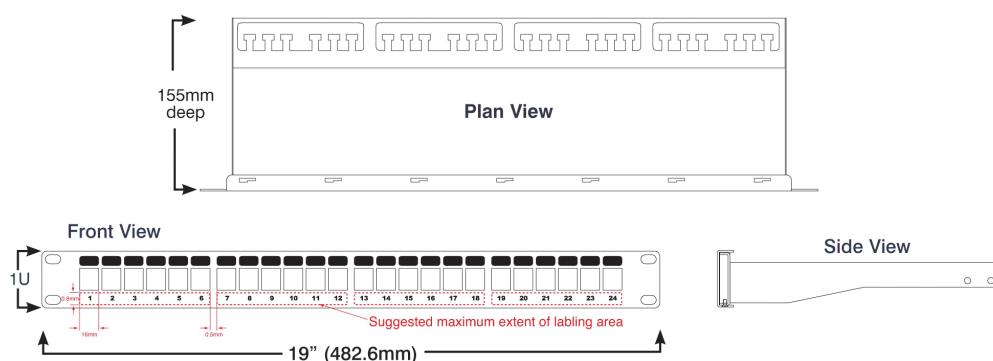 155mm
deep
Plan View
Front View
Side View
1U
0.8mm
1 2 3 4 5 6 7 8 9 10 11 12 13 14 15 16 17 18 19 20 21 22 23 24
Suggested maximum extent of labling area
16mm
0.5mm
19” (482.6mm)